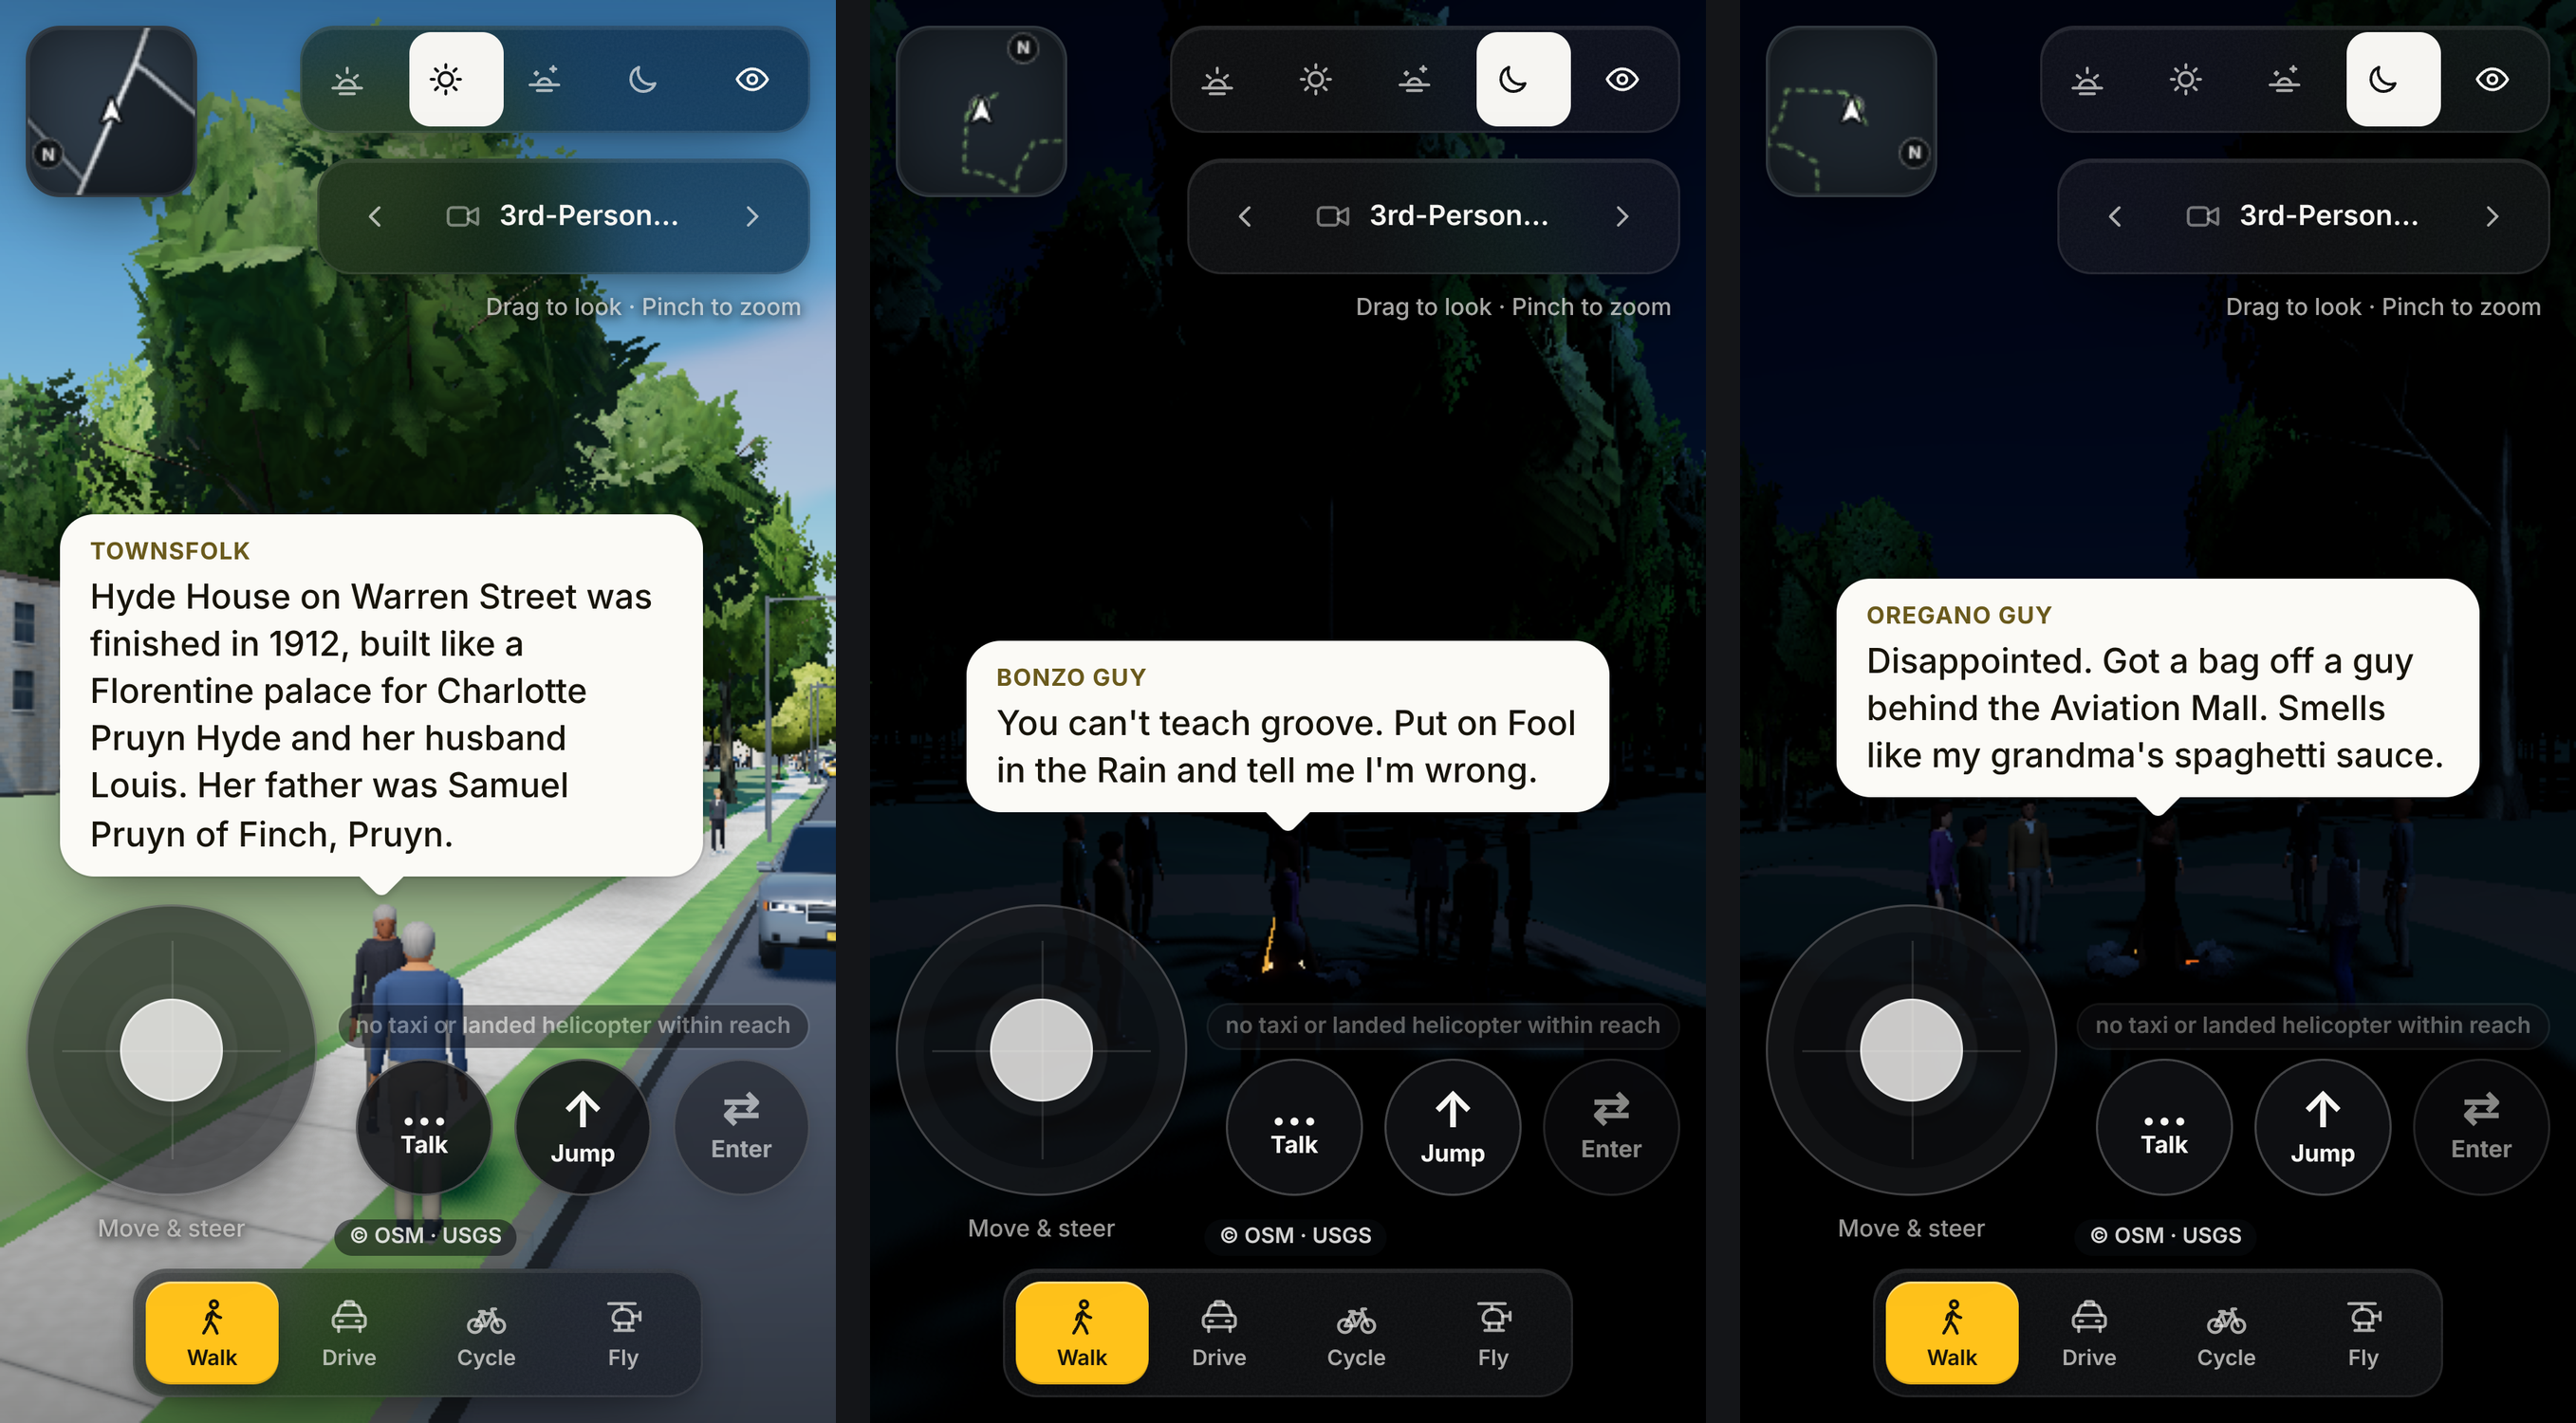 N
3rd-Person...
Drag to look · Pinch to zoom
TOWNSFOLK
Hyde House on Warren Street was
finished in 1912, built like a
Florentine palace for Charlotte
Pruyn Hyde and her husband
Louis. Her father was Samuel
Pruyn of Finch, Pruyn.
no taxi or landed helicopter within reach
Talk
Jump
Enter
Move & steer
© OSM · USGS
Walk
Drive
Cycle
Fly
N
3rd-Person...
Drag to look · Pinch to zoom
BONZO GUY
You can't teach groove. Put on Fool
in the Rain and tell me I'm wrong.
no taxi or landed helicopter within reach
Talk
Jump
Enter
Move & steer
© OSM · USGS
Walk
Drive
Cycle
Fly
N
3rd-Person...
Drag to look · Pinch to zoom
OREGANO GUY
Disappointed. Got a bag off a guy
behind the Aviation Mall. Smells
like my grandma's spaghetti sauce.
no taxi or landed helicopter within reach
Talk
Jump
Enter
Move & steer
© OSM · USGS
Walk
Drive
Cycle
Fly